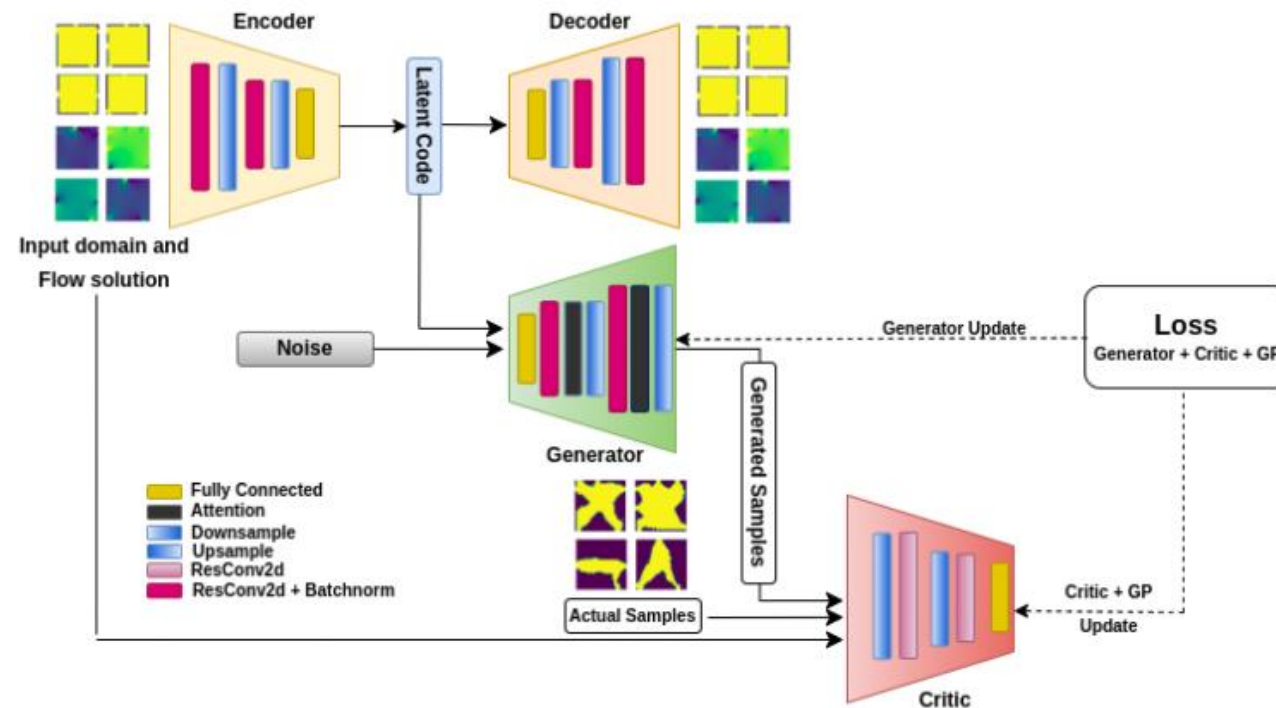 Encoder
Decoder
Latent Code
Input domain and
Flow solution
Noise
Generator Update
Loss
Generator + Critic + GP
Generated Samples
Generator
Fully Connected
Attention
Downsample
Upsample
ResConv2d
ResConv2d + Batchnorm
Actual Samples
Critic + GP
Update
Critic